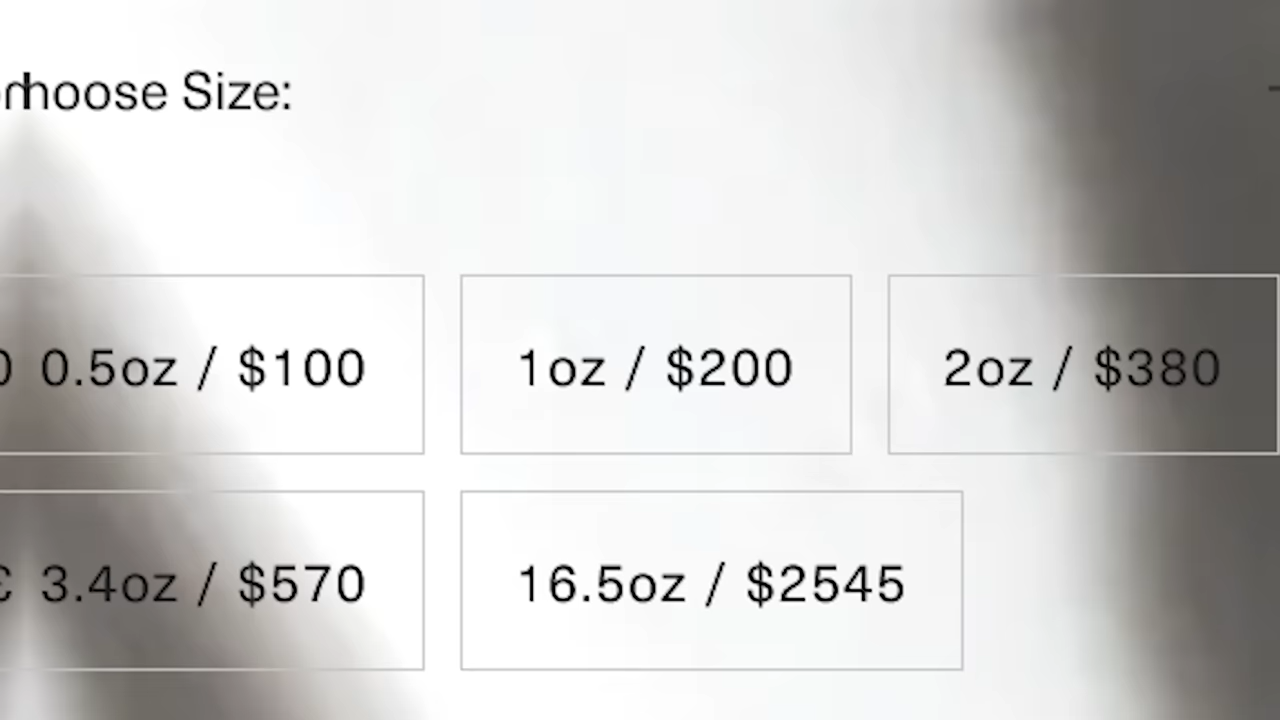 hoose Size:
0.5oz / $100 1oz / $200 2oz / $380
3.4oz / $570 16.5oz / $2545